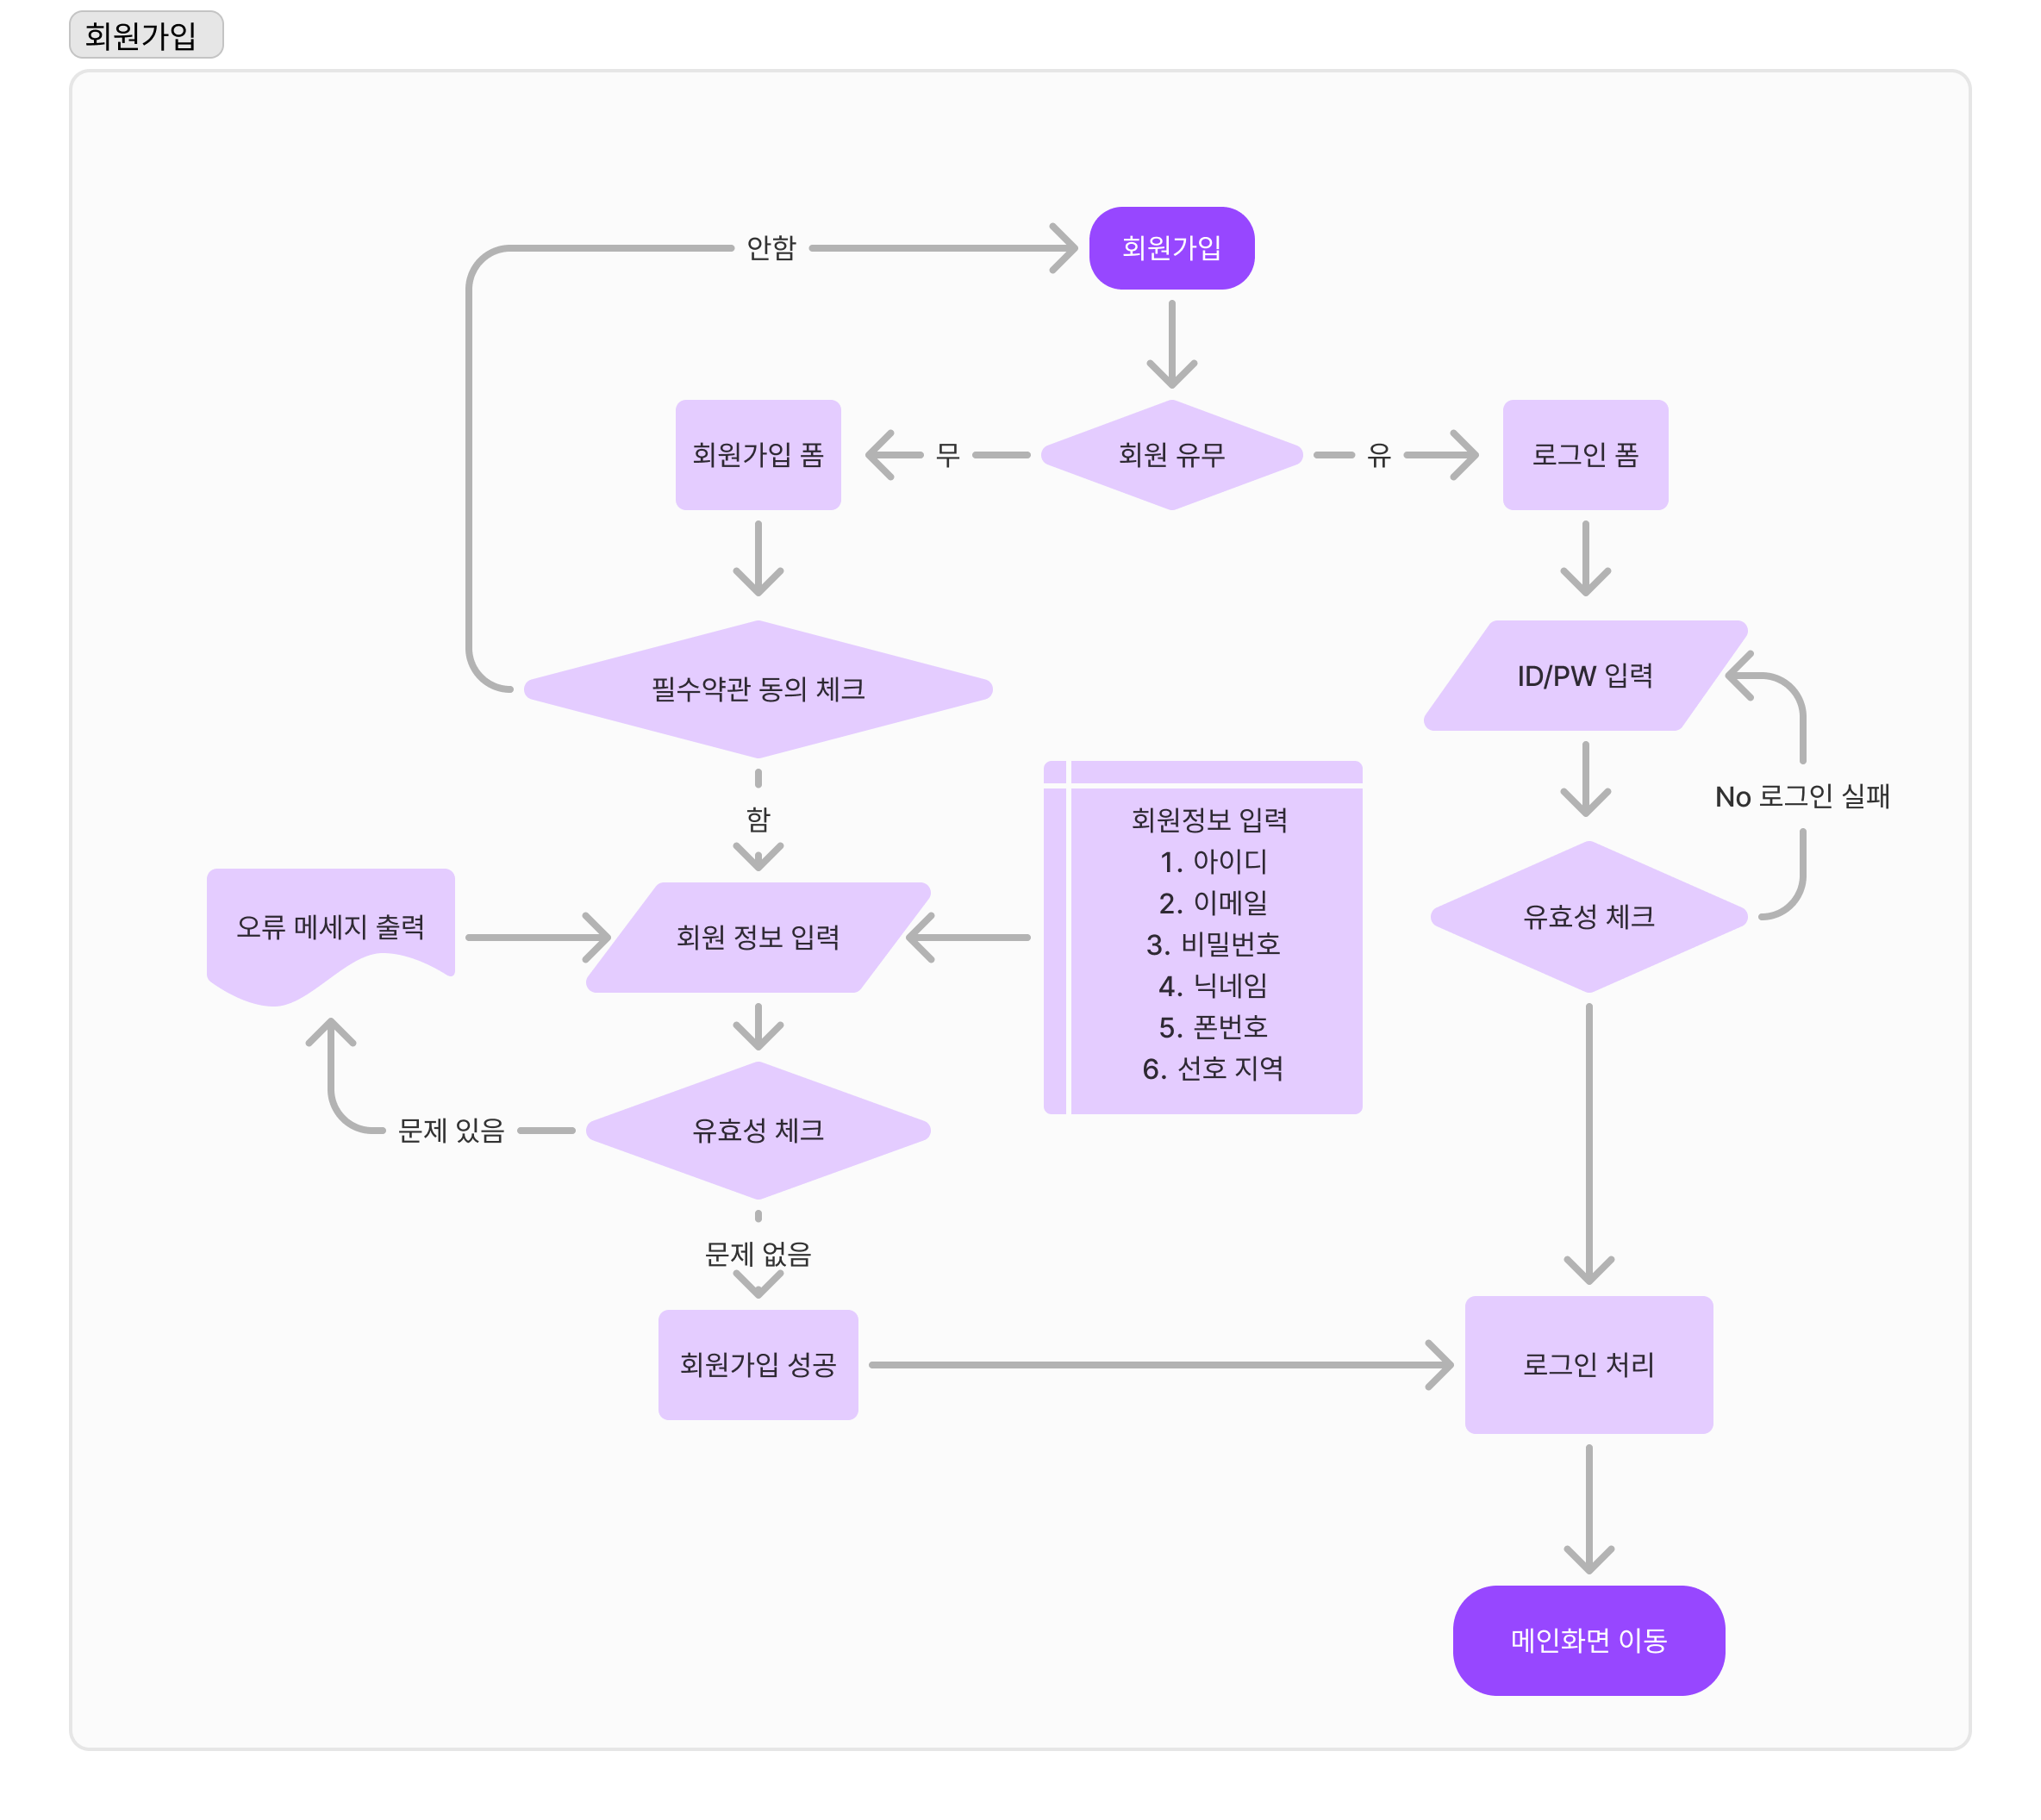 회원가입
안함
회원가입
회원가입 폼
무
회원 유무
유
로그인 폼
필수약관 동의 체크
ID/PW 입력
함
No 로그인 실패
회원정보 입력
1. 아이디
2. 이메일
3. 비밀번호
4. 닉네임
5. 폰번호
6. 선호 지역
오류 메세지 출력
회원 정보 입력
유효성 체크
문제 있음
유효성 체크
문제 없음
회원가입 성공
로그인 처리
메인화면 이동